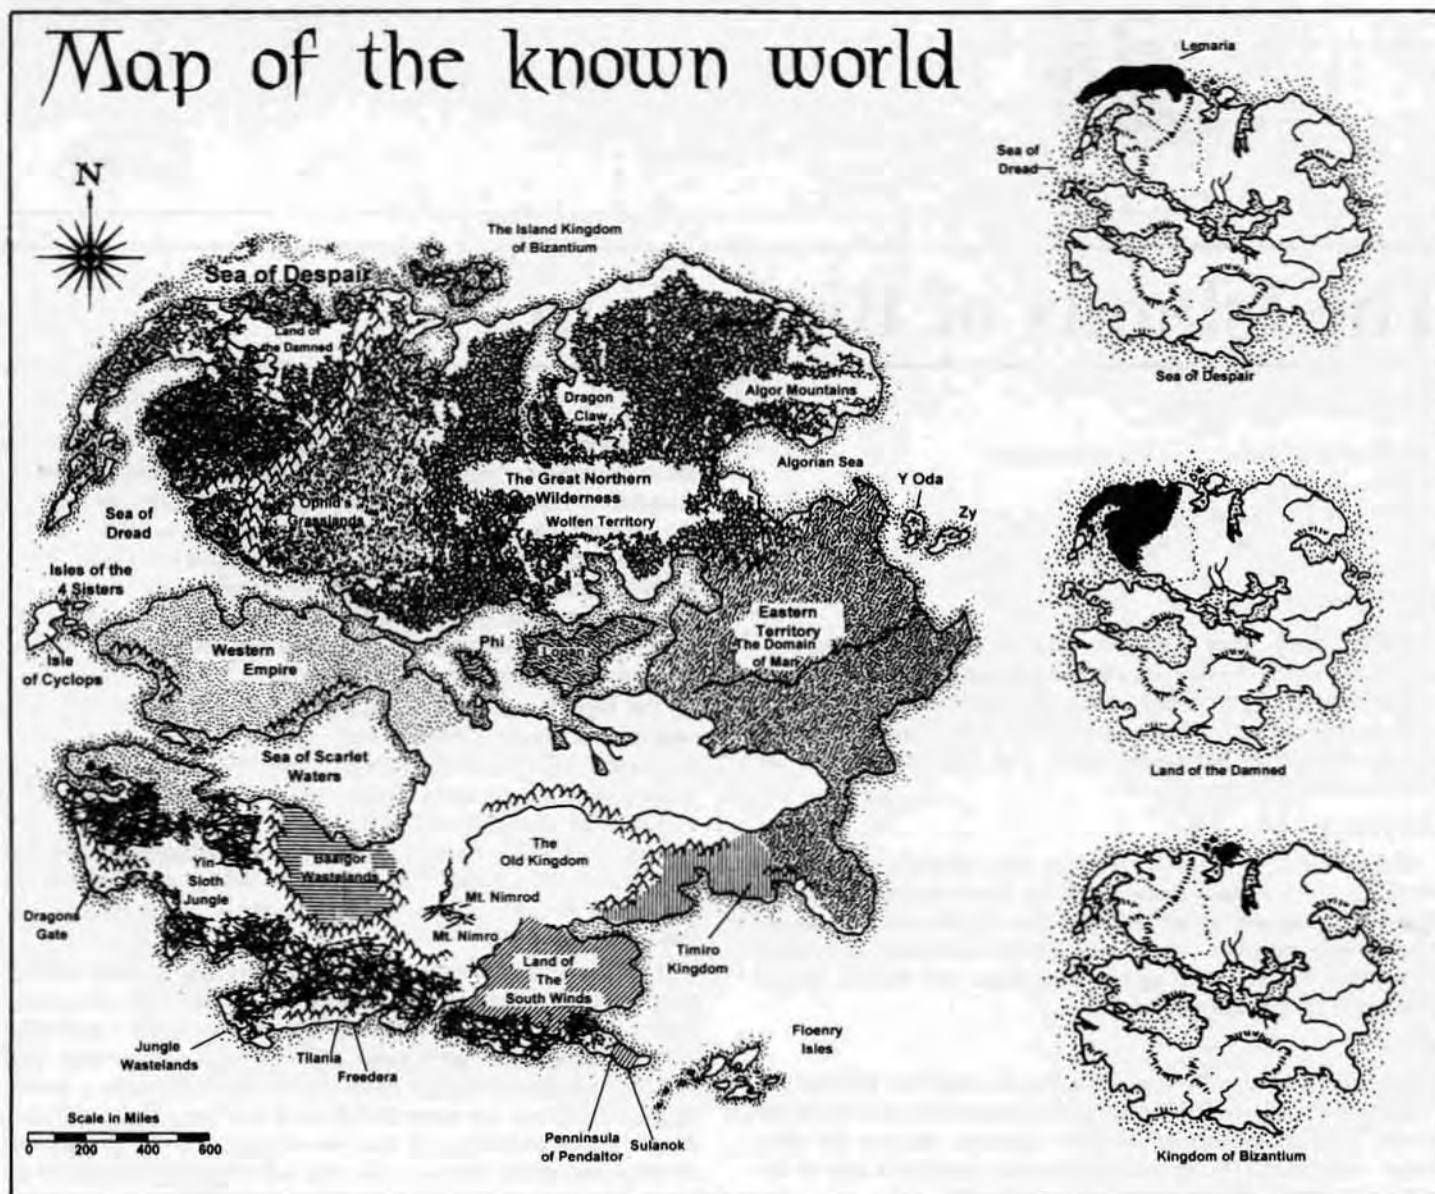 Map of the known world
N
The Island Kingdom
of Bizantium
Sea of Despair
Land of
the Damned
Dragon
Claw
Algor Mountains
Algorian Sea
The Great Northern
Wilderness
Wolfen Territory
Y Oda
Zy
Ophid's
Grasslands
Sea of
Dread
Isles of the
4 Sisters
Isle
of Cyclops
Western
Empire
Phi
Lopan
Eastern
Territory
The Domain
of Man
Sea of Scarlet
Waters
Yin-
Sloth
Jungle
Baalgor
Wastelands
The
Old Kingdom
Mt. Nimrod
Mt. Nimro
Dragons
Gate
Land of
The
South Winds
Timiro
Kingdom
Jungle
Wastelands
Tilania
Freedera
Floenry
Isles
Penninsula
of Pendaltor
Sulanok
Scale in Miles
0 200 400 600
Lemaria
Sea of
Dread
Sea of Despair
Land of the Damned
Kingdom of Bizantium